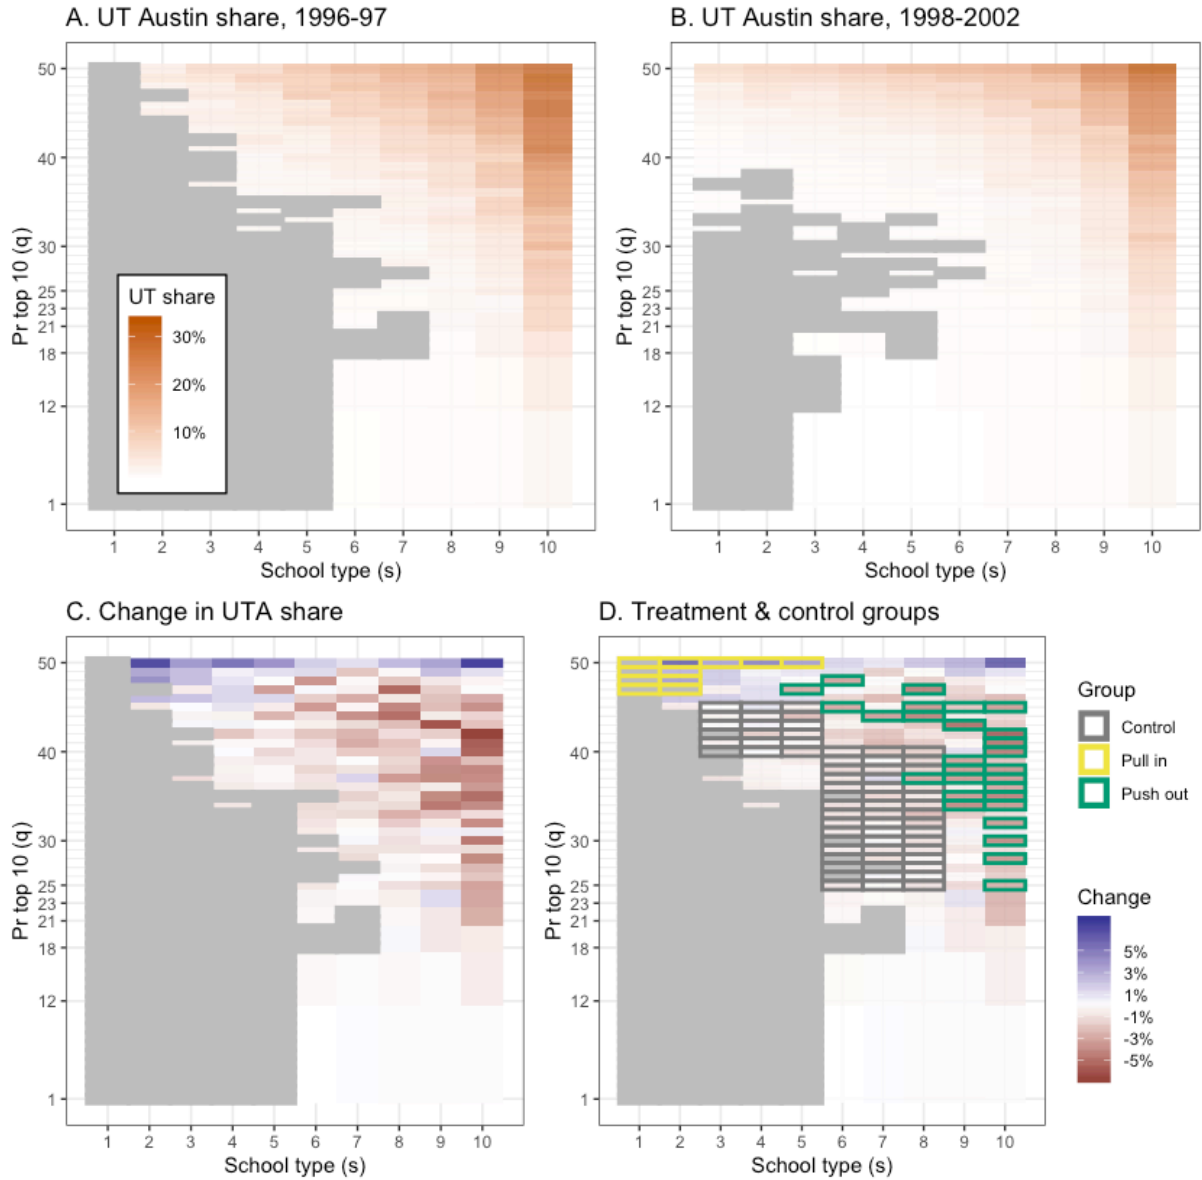 A. UT Austin share, 1996-97
Pr top 10 (q)
50
40
30
25
23
21
18
12
1
UT share
30%
20%
10%
1 2 3 4 5 6 7 8 9 10
School type (s)
B. UT Austin share, 1998-2002
Pr top 10 (q)
50
40
30
25
23
21
18
12
1
1 2 3 4 5 6 7 8 9 10
School type (s)
C. Change in UTA share
Pr top 10 (q)
50
40
30
25
23
21
18
12
1
1 2 3 4 5 6 7 8 9 10
School type (s)
D. Treatment & control groups
Pr top 10 (q)
50
40
30
25
23
21
18
12
1
1 2 3 4 5 6 7 8 9 10
School type (s)
Group
Control
Pull in
Push out
Change
5%
3%
1%
-1%
-3%
-5%